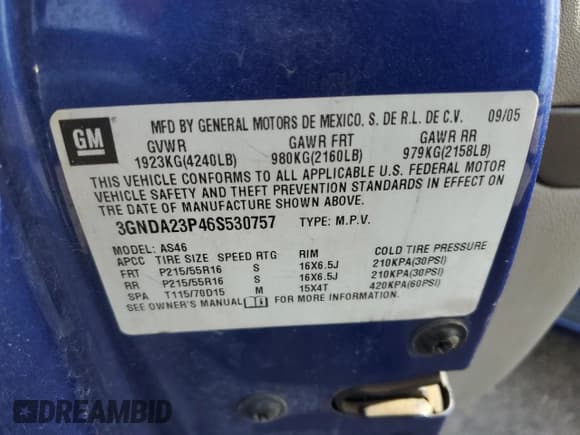 GM
MFD BY GENERAL MOTORS DE MEXICO. S. DE R.L. DE C.V. 09/05
GVWR GAWR FRT GAWR RR
1923KG(4240LB) 980KG(2160LB) 979KG(2158LB)
THIS VEHICLE CONFORMS TO ALL APPLICABLE U.S. FEDERAL MOTOR
VEHICLE SAFETY AND THEFT PREVENTION STANDARDS IN EFFECT ON
THE DATE OF MANUFACTURE SHOWN ABOVE.
3GNDA23P46S530757 TYPE: M.P.V.
MODEL: AS46
APCC TIRE SIZE SPEED RTG RIM COLD TIRE PRESSURE
FRT P215/55R16 S 16X6.5J 210KPA(30PSI)
RR P215/55R16 S 16X6.5J 210KPA(30PSI)
SPA T115/70D15 M 15X4T 420KPA(60PSI)
SEE OWNER'S MANUAL FOR MORE INFORMATION.
DREAMBID